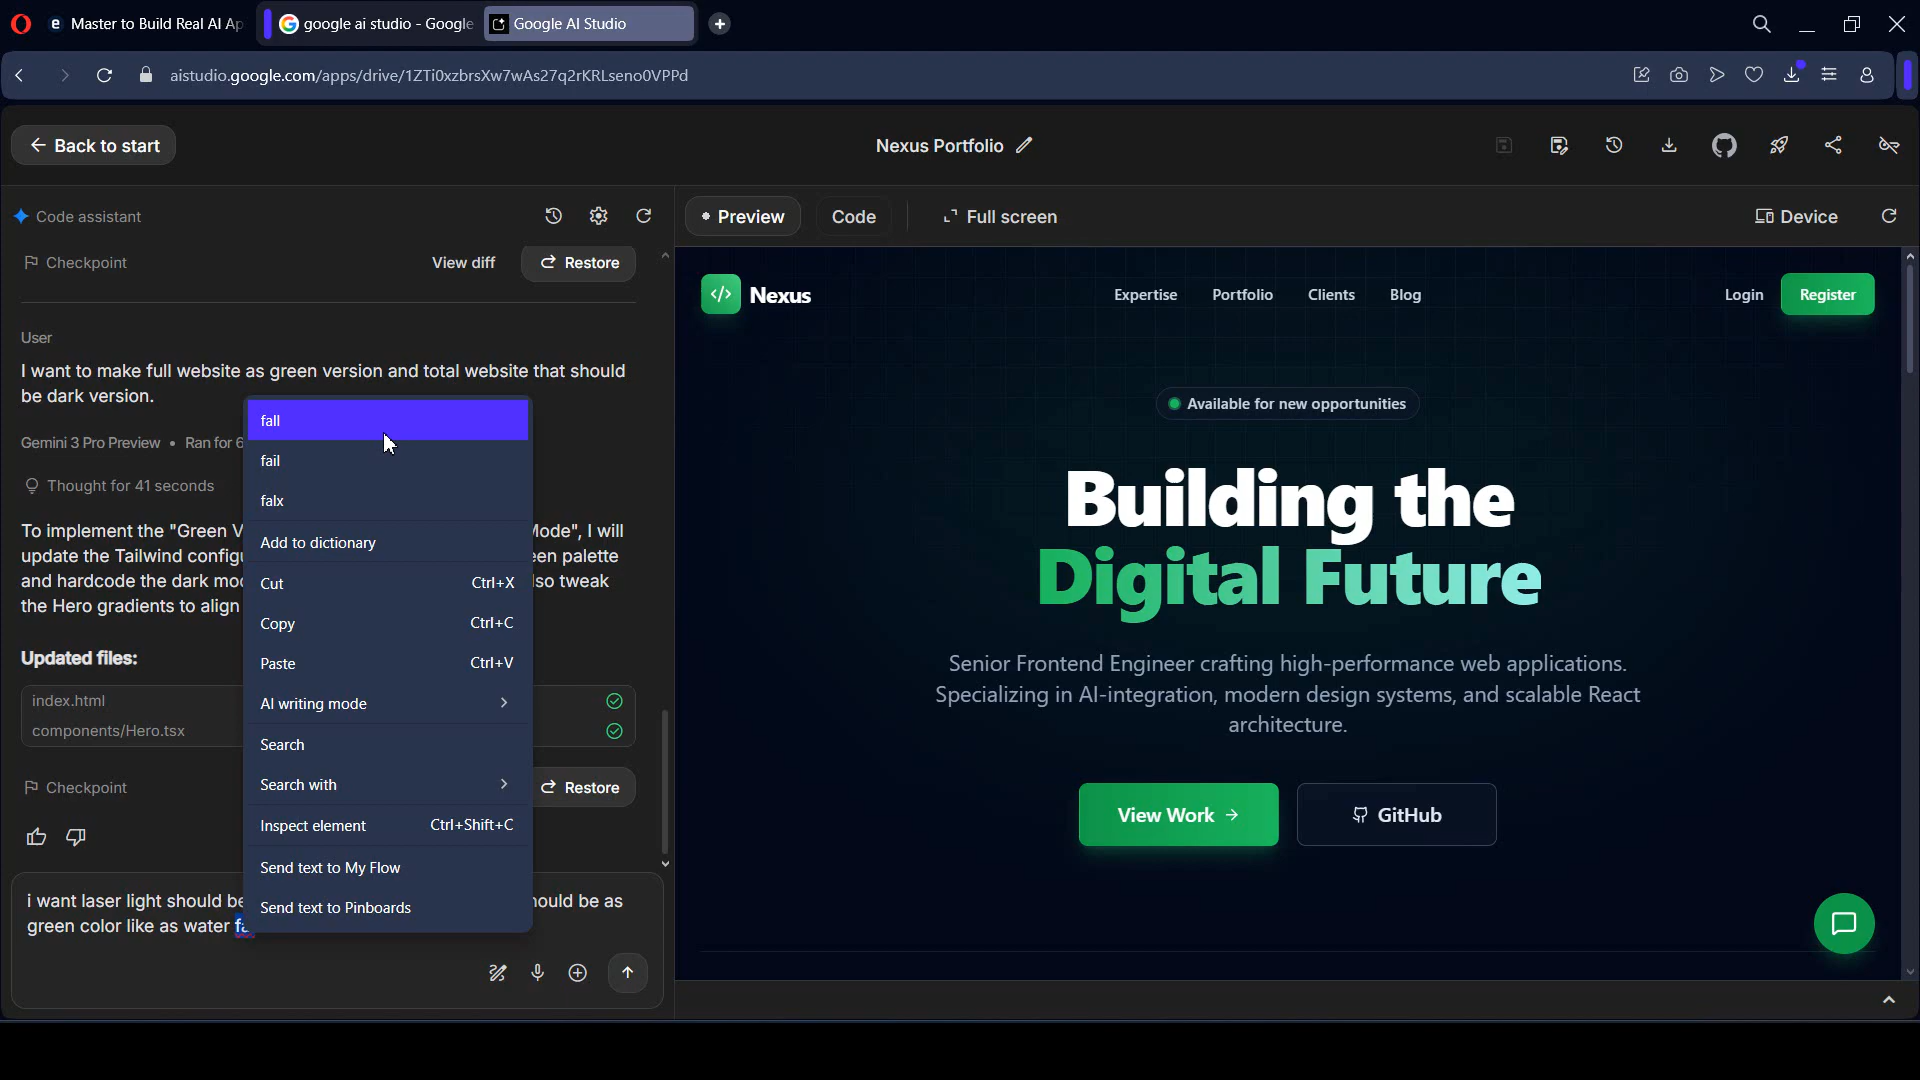 Master to Build Real AI Ap
google ai studio - Google
Google AI Studio
aistudio.google.com/apps/drive/1ZTi0xzbrsXw7wAs27q2rKRLseno0VPPd
Back to start
Nexus Portfolio
Code assistant
Preview
Code
Full screen
Device
Checkpoint
View diff
Restore
User
I want to make full website as green version and total website that should
be dark version.
Gemini 3 Pro Preview • Ran for 6
Thought for 41 seconds
To implement the "Green V
Mode", I will
update the Tailwind config
een palette
and hardcode the dark mo
lso tweak
the Hero gradients to align
Updated files:
index.html
components/Hero.tsx
Checkpoint
Restore
i want laser light should be
hould be as
green color like as water
fall
fail
falx
Add to dictionary
Cut Ctrl+X
Copy Ctrl+C
Paste Ctrl+V
AI writing mode
Search
Search with
Inspect element Ctrl+Shift+C
Send text to My Flow
Send text to Pinboards
</> Nexus
Expertise
Portfolio
Clients
Blog
Login
Register
Available for new opportunities
Building the
Digital Future
Senior Frontend Engineer crafting high-performance web applications.
Specializing in AI-integration, modern design systems, and scalable React
architecture.
View Work →
GitHub